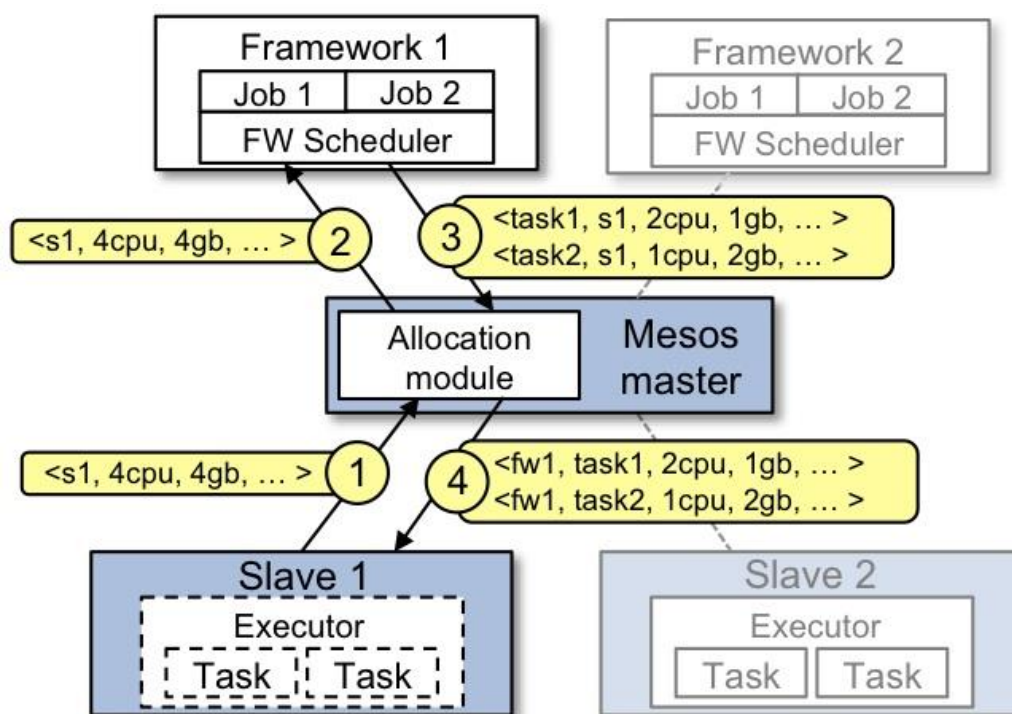 Framework 1
Job 1 Job 2
FW Scheduler
Framework 2
Job 1 Job 2
FW Scheduler
<s1, 4cpu, 4gb, … >
2
3
<task1, s1, 2cpu, 1gb, … >
<task2, s1, 1cpu, 2gb, … >
Allocation
module
Mesos
master
<s1, 4cpu, 4gb, … >
1
4
<fw1, task1, 2cpu, 1gb, … >
<fw1, task2, 1cpu, 2gb, … >
Slave 1
Executor
Task Task
Slave 2
Executor
Task Task